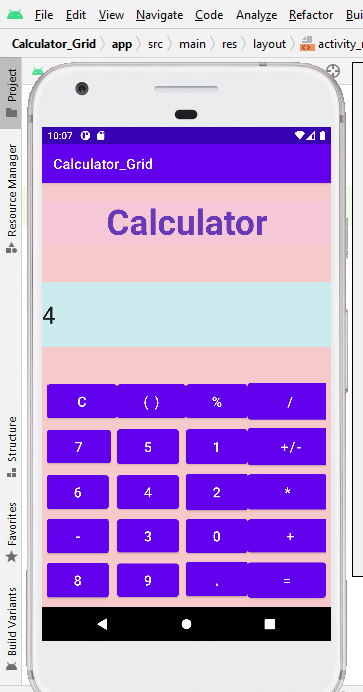 File Edit View Navigate Code Analyze Refactor Buil
Calculator_Grid app src main res layout activity_
Project
Resource Manager
Structure
Favorites
Build Variants
10:07
Calculator_Grid
Calculator
4
C ( ) % /
7 5 1 +/-
6 4 2 *
- 3 0 +
8 9 . =